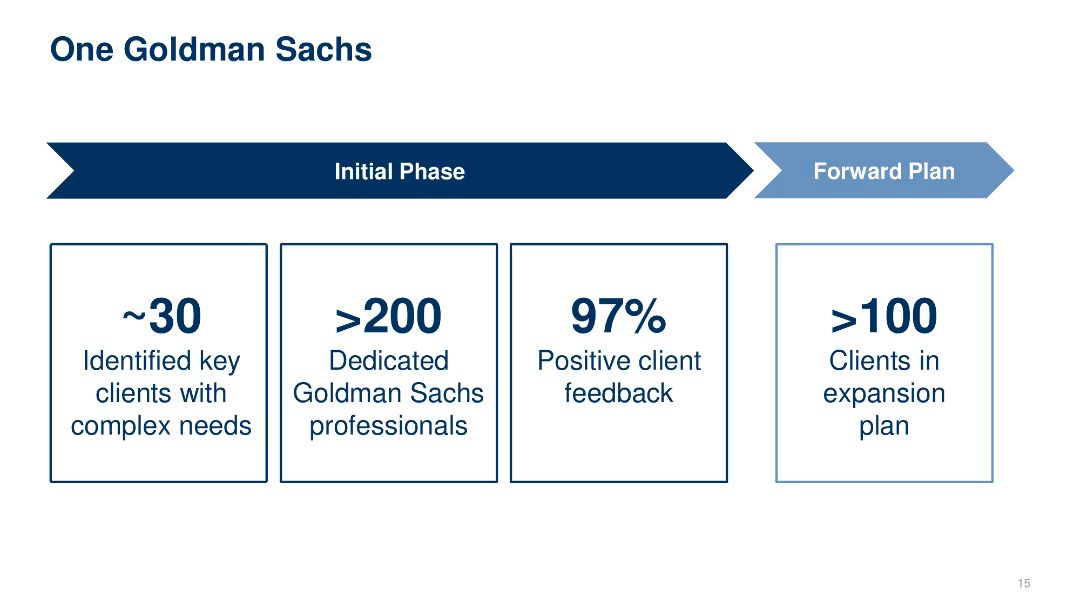 One Goldman Sachs
Initial Phase
Forward Plan
~30
Identified key
clients with
complex needs
>200
Dedicated
Goldman Sachs
professionals
97%
Positive client
feedback
>100
Clients in
expansion
plan
15